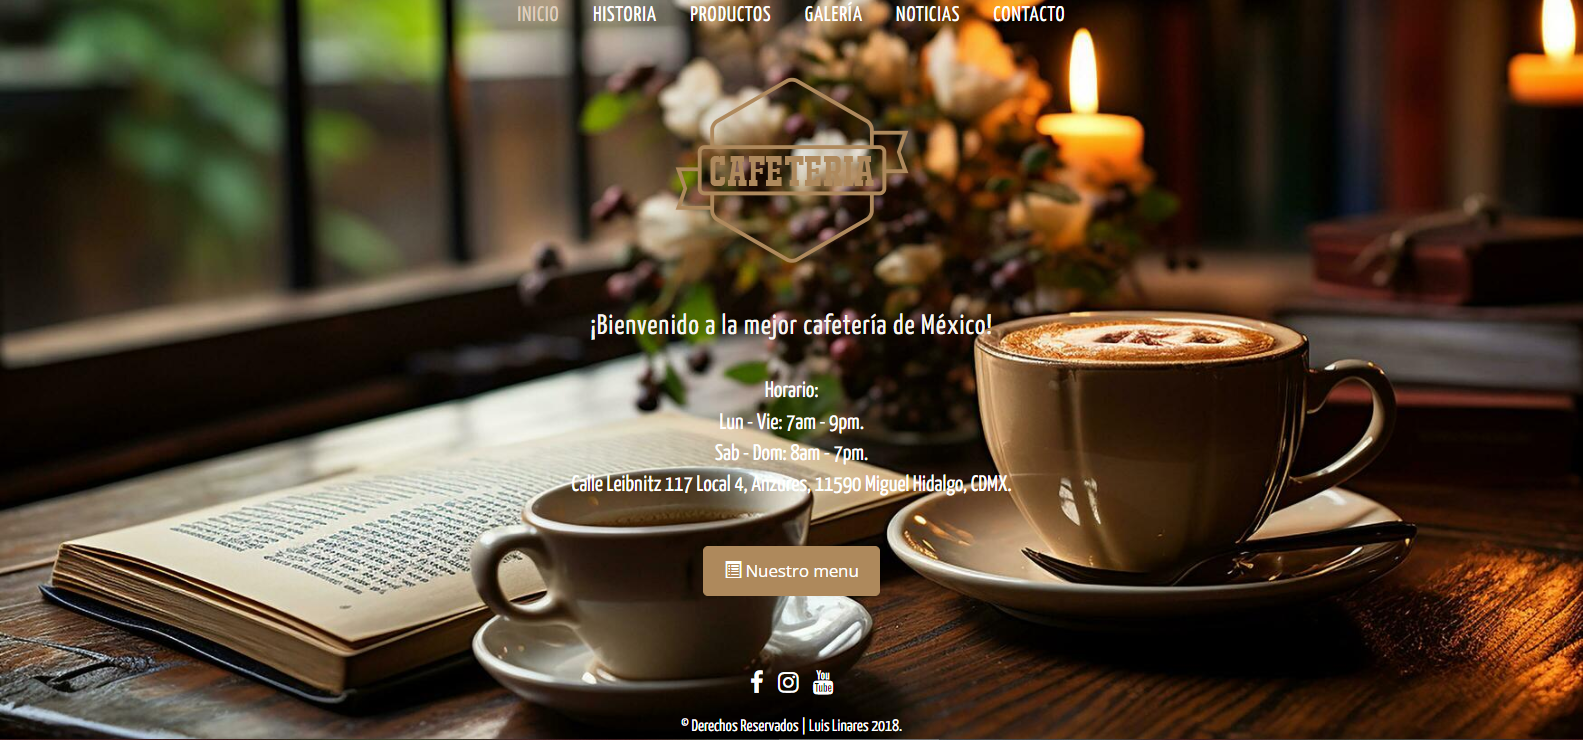 INICIO HISTORIA PRODUCTOS GALERÍA NOTICIAS CONTACTO
CAFETERIA
¡Bienvenido a la mejor cafetería de México!
Horario:
Lun - Vie: 7am - 9pm.
Sab - Dom: 8am - 7pm.
Calle Leibnitz 117 Local 4, Anzures, 11590 Miguel Hidalgo, CDMX.
Nuestro menu
You
Tube
© Derechos Reservados | Luis Linares 2018.